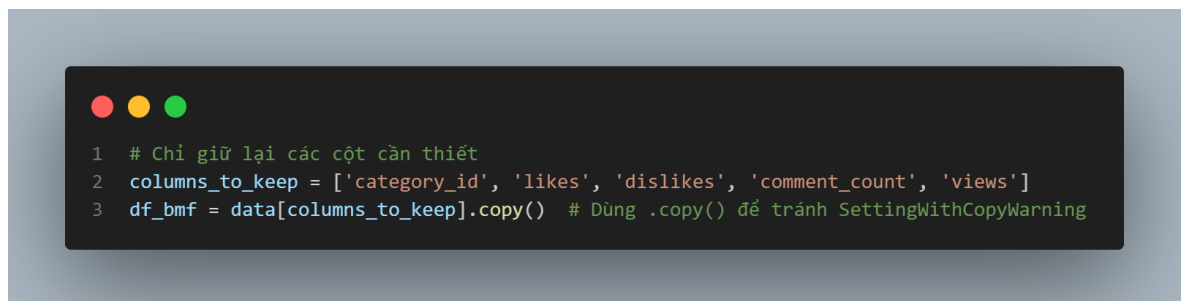 1 # Chỉ giữ lại các cột cần thiết
2 columns_to_keep = ['category_id', 'likes', 'dislikes', 'comment_count', 'views']
3 df_bmf = data[columns_to_keep].copy()  # Dùng .copy() để tránh SettingWithCopyWarning